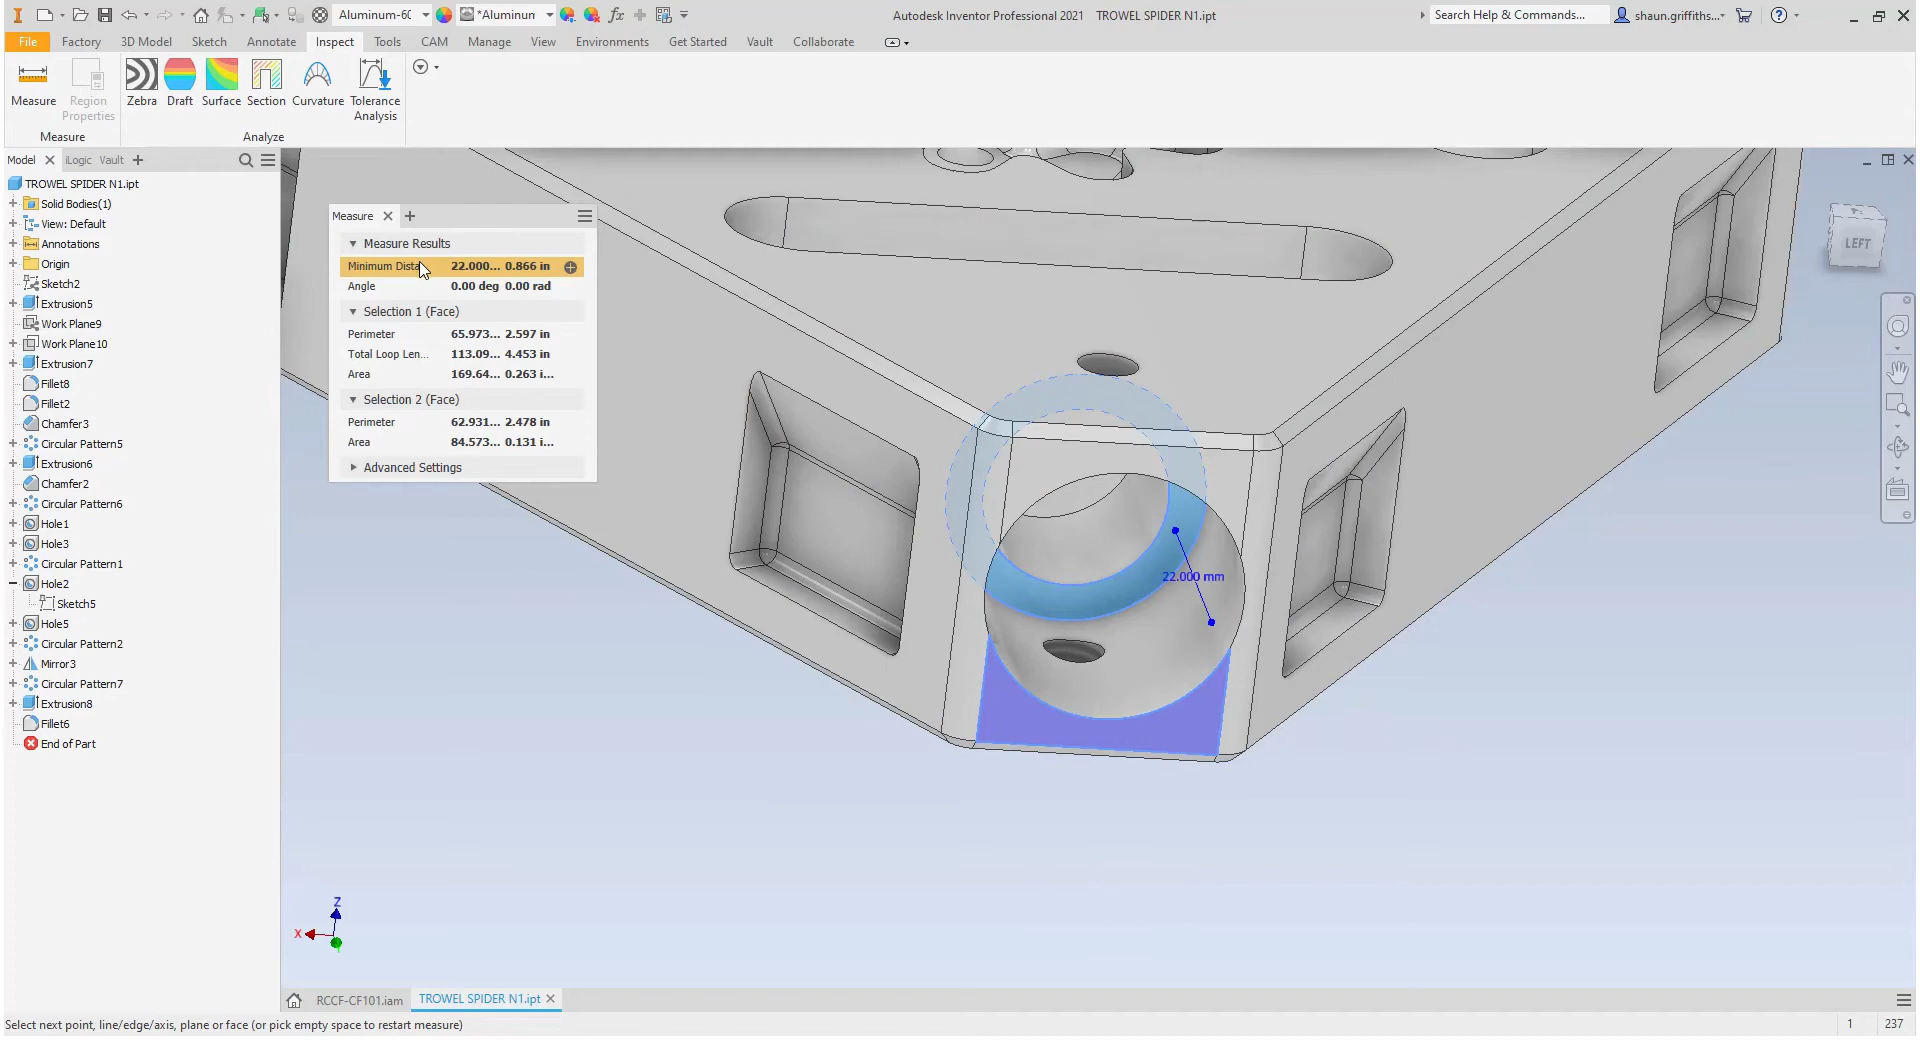 Aluminum-60
*Aluminum
fx
Autodesk Inventor Professional 2021 TROWEL SPIDER N1.ipt
Search Help & Commands...
shaun.griffiths...
File Factory 3D Model Sketch Annotate Inspect Tools CAM Manage View Environments Get Started Vault Collaborate
Measure
Region
Properties
Zebra
Draft
Surface
Section
Curvature
Tolerance
Analysis
Measure
Analyze
Model iLogic Vault
TROWEL SPIDER N1.ipt
Solid Bodies(1)
View: Default
Annotations
Origin
Sketch2
Extrusion5
Work Plane9
Work Plane10
Extrusion7
Fillet8
Fillet2
Chamfer3
Circular Pattern5
Extrusion6
Chamfer2
Circular Pattern6
Hole1
Hole3
Circular Pattern1
Hole2
Sketch5
Hole5
Circular Pattern2
Mirror3
Circular Pattern7
Extrusion8
Fillet6
End of Part
Measure
Measure Results
Minimum Dista 22.000... 0.866 in
Angle 0.00 deg 0.00 rad
Selection 1 (Face)
Perimeter 65.973... 2.597 in
Total Loop Len... 113.09... 4.453 in
Area 169.64... 0.263 i...
Selection 2 (Face)
Perimeter 62.931... 2.478 in
Area 84.573... 0.131 i...
Advanced Settings
LEFT
22.000 mm
Z
X
RCCF-CF101.iam
TROWEL SPIDER N1.ipt
Select next point, line/edge/axis, plane or face (or pick empty space to restart measure)
1 237